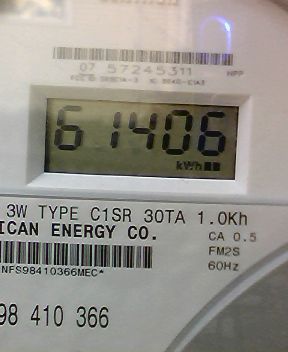 07 57245311 HPP
61406
kWh
3W TYPE C1SR 30TA 1.0Kh
ICAN ENERGY CO.
CA 0.5
FM2S
NFS98410366MEC*
60Hz
98 410 366